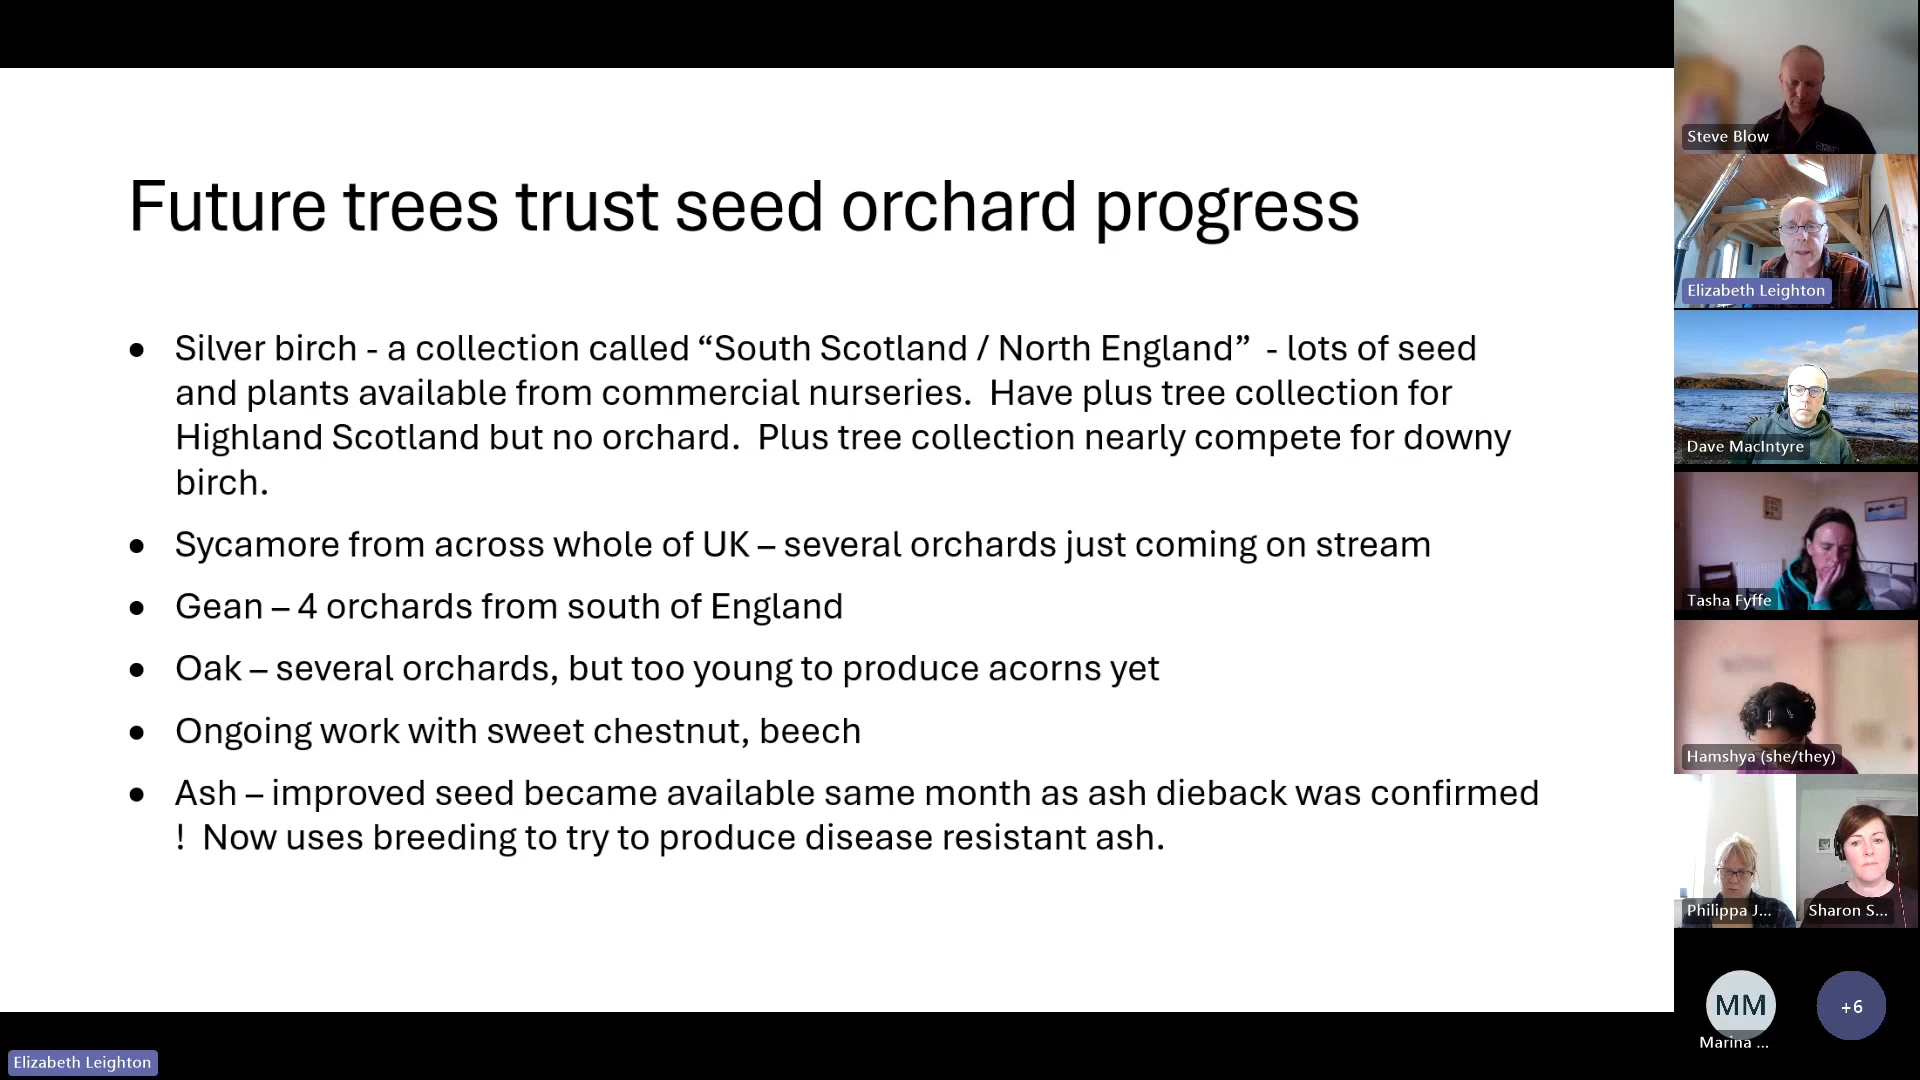 Future trees trust seed orchard progress
• Silver birch - a collection called “South Scotland / North England” - lots of seed
and plants available from commercial nurseries. Have plus tree collection for
Highland Scotland but no orchard. Plus tree collection nearly compete for downy
birch.
• Sycamore from across whole of UK – several orchards just coming on stream
• Gean – 4 orchards from south of England
• Oak – several orchards, but too young to produce acorns yet
• Ongoing work with sweet chestnut, beech
• Ash – improved seed became available same month as ash dieback was confirmed
! Now uses breeding to try to produce disease resistant ash.
Steve Blow
Elizabeth Leighton
Dave MacIntyre
Tasha Fyffe
Hamshya (she/they)
Philippa J...
Sharon S...
MM
+6
Marina ...
Elizabeth Leighton